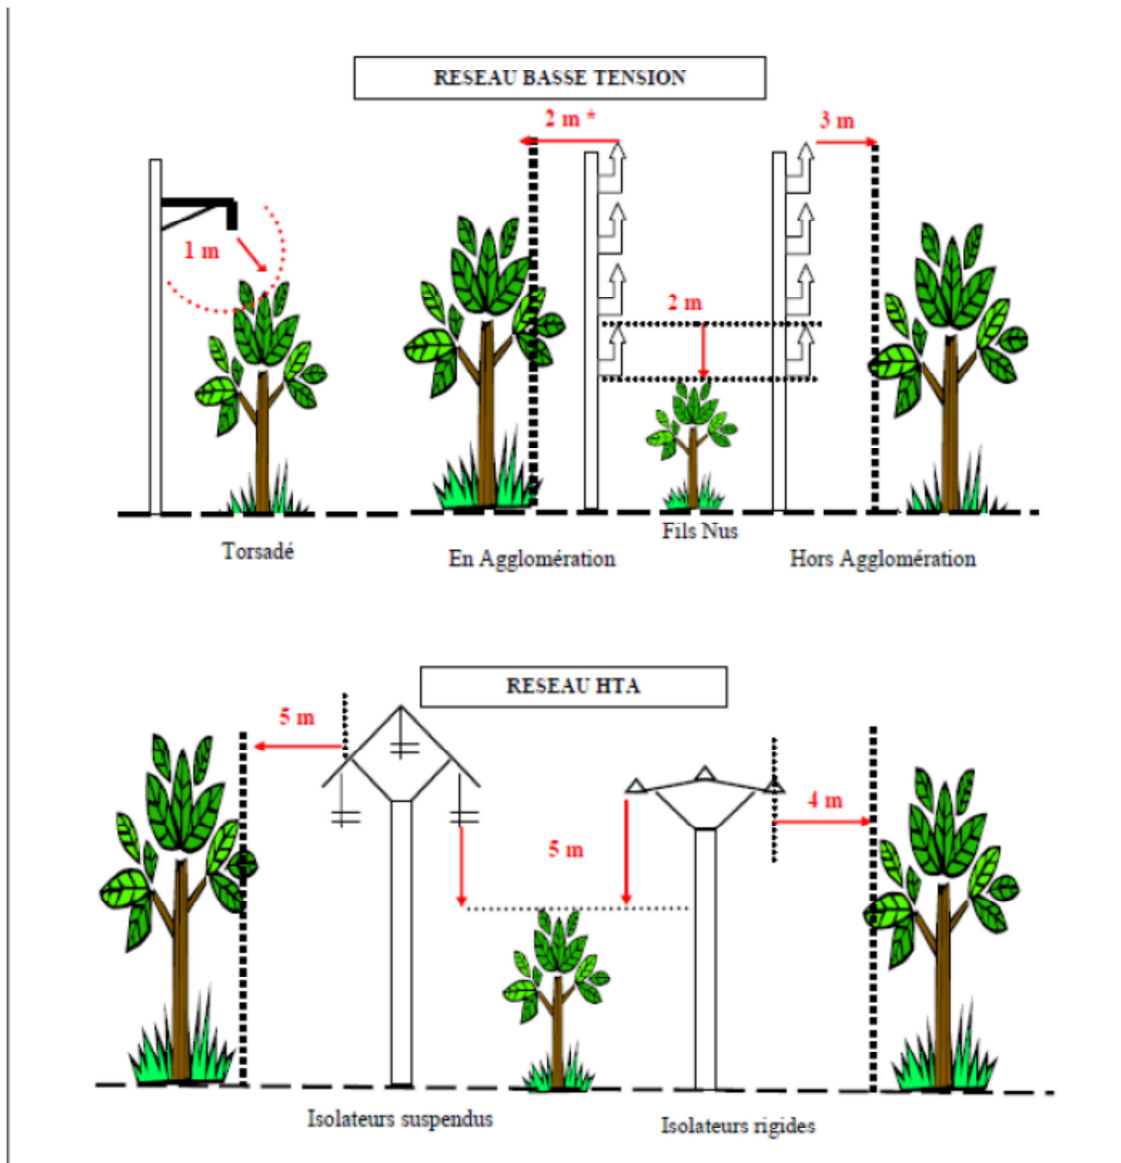 RESEAU BASSE TENSION
2 m *
3 m
1 m
2 m
Fils Nus
Torsadé
En Agglomération
Hors Agglomération
RESEAU HTA
5 m
4 m
5 m
Isolateurs suspendus
Isolateurs rigides